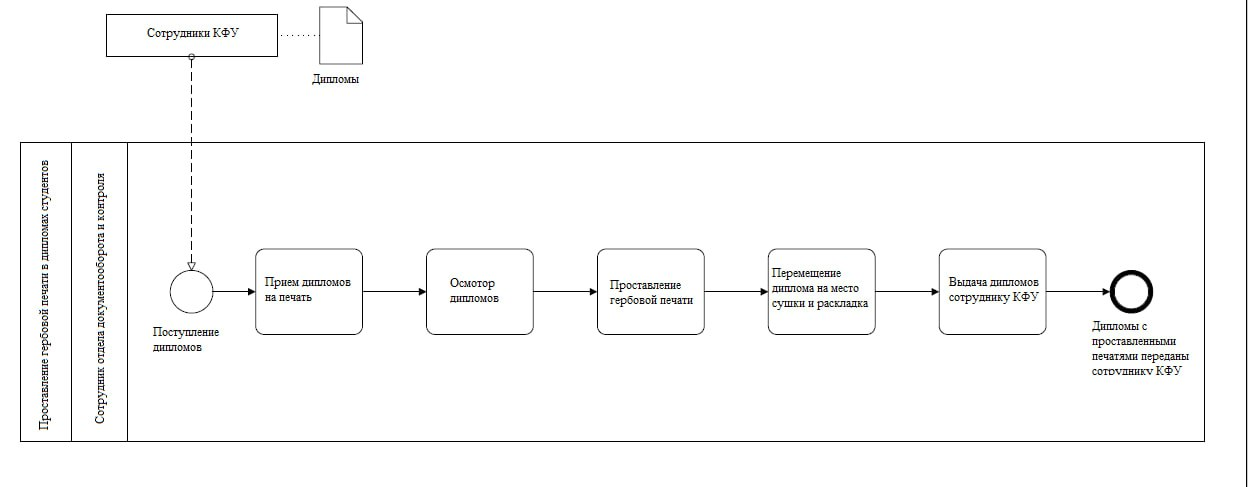 Сотрудники КФУ
Дипломы
Проставление гербовой печати в дипломах студентов
Сотрудник отдела документооборота и контроля
Поступление
дипломов
Прием дипломов
на печать
Осмотор
дипломов
Проставление
гербовой печати
Перемещение
диплома на место
сушки и раскладка
Выдача дипломов
сотруднику КФУ
Дипломы с
проставленными
печатями переданы
сотруднику КФУ